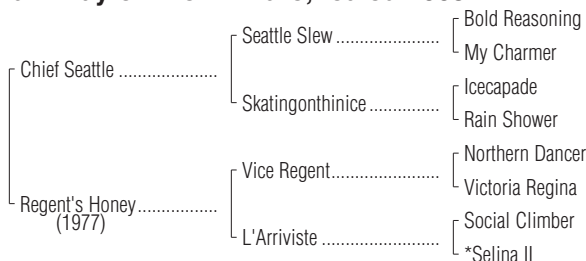 Bold Reasoning
Seattle Slew
My Charmer
Chief Seattle
Icecapade
Skatingonthinice
Rain Shower
Northern Dancer
Vice Regent
Victoria Regina
Regent's Honey
(1977)
Social Climber
L'Arriviste
*Selina II